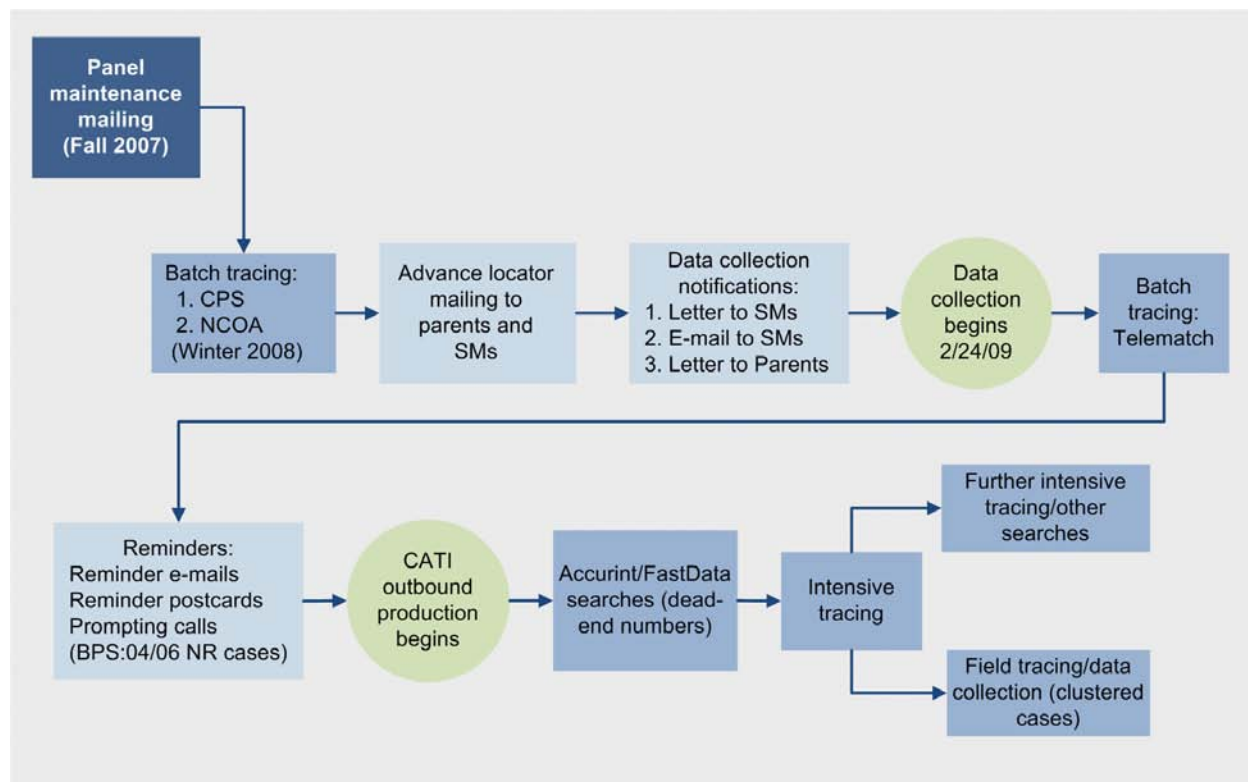 Panel
maintenance
mailing
(Fall 2007)
Batch tracing:
1. CPS
2. NCOA
(Winter 2008)
Advance locator
mailing to
parents and
SMs
Data collection
notifications:
1. Letter to SMs
2. E-mail to SMs
3. Letter to Parents
Data
collection
begins
2/24/09
Batch
tracing:
Telematch
Reminders:
Reminder e-mails
Reminder postcards
Prompting calls
(BPS:04/06 NR cases)
CATI
outbound
production
begins
Accurint/FastData
searches (dead-
end numbers)
Intensive
tracing
Further intensive
tracing/other
searches
Field tracing/data
collection (clustered
cases)